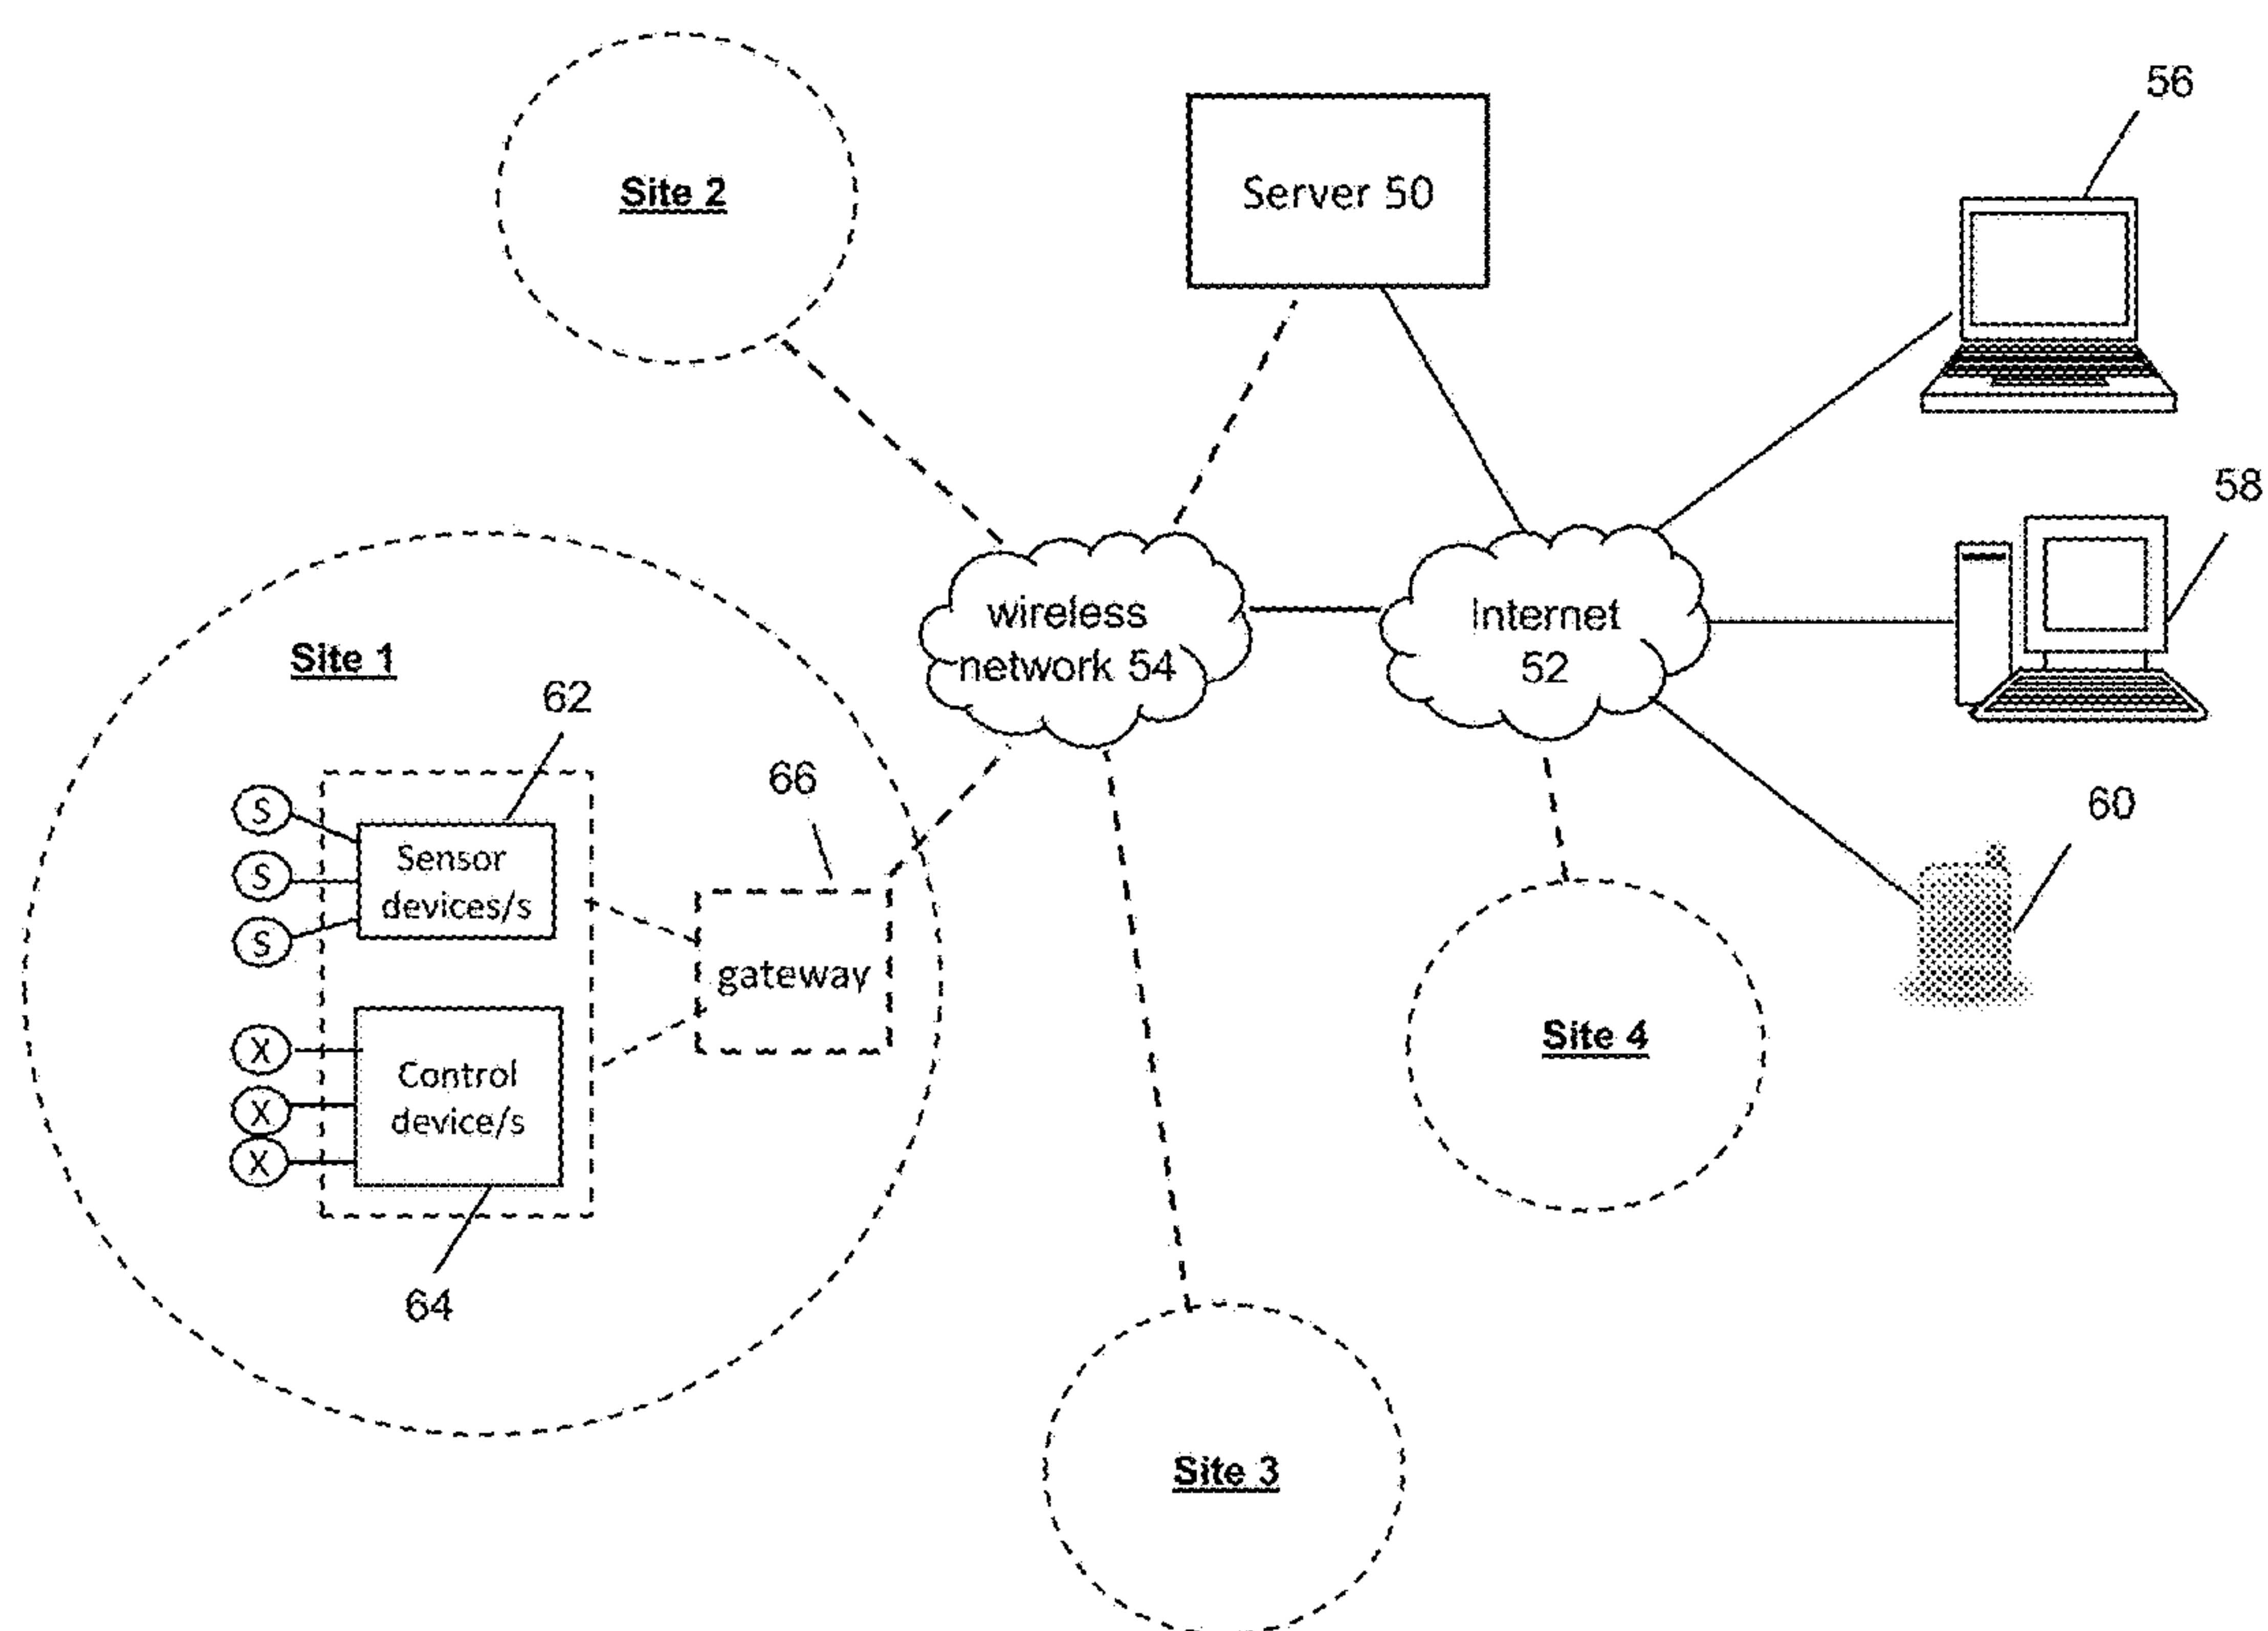 56
Site 2
Server 50
58
wireless
network 54
Internet
52
Site 1
62
66
60
S
S
S
Sensor
devices/s
gateway
X
X
X
Control
device/s
Site 4
64
Site 3